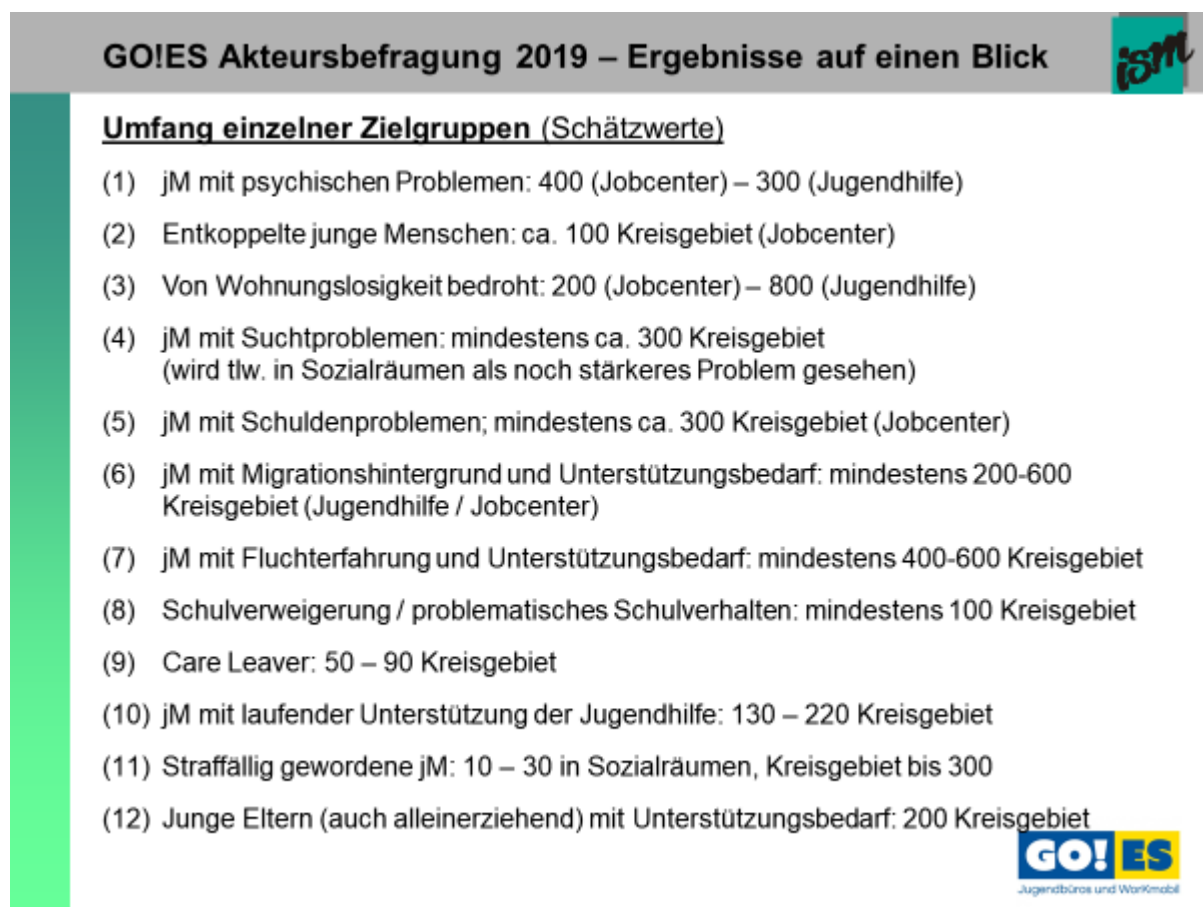 GO!ES Akteursbefragung 2019 – Ergebnisse auf einen Blick
ism
Umfang einzelner Zielgruppen (Schätzwerte)
(1) jM mit psychischen Problemen: 400 (Jobcenter) – 300 (Jugendhilfe)
(2) Entkoppelte junge Menschen: ca. 100 Kreisgebiet (Jobcenter)
(3) Von Wohnungslosigkeit bedroht: 200 (Jobcenter) – 800 (Jugendhilfe)
(4) jM mit Suchtproblemen: mindestens ca. 300 Kreisgebiet
(wird tlw. in Sozialräumen als noch stärkeres Problem gesehen)
(5) jM mit Schuldenproblemen; mindestens ca. 300 Kreisgebiet (Jobcenter)
(6) jM mit Migrationshintergrund und Unterstützungsbedarf: mindestens 200-600
Kreisgebiet (Jugendhilfe / Jobcenter)
(7) jM mit Fluchterfahrung und Unterstützungsbedarf: mindestens 400-600 Kreisgebiet
(8) Schulverweigerung / problematisches Schulverhalten: mindestens 100 Kreisgebiet
(9) Care Leaver: 50 – 90 Kreisgebiet
(10) jM mit laufender Unterstützung der Jugendhilfe: 130 – 220 Kreisgebiet
(11) Straffällig gewordene jM: 10 – 30 in Sozialräumen, Kreisgebiet bis 300
(12) Junge Eltern (auch alleinerziehend) mit Unterstützungsbedarf: 200 Kreisgebiet
GO! ES
Jugendbüros und WorKmobil